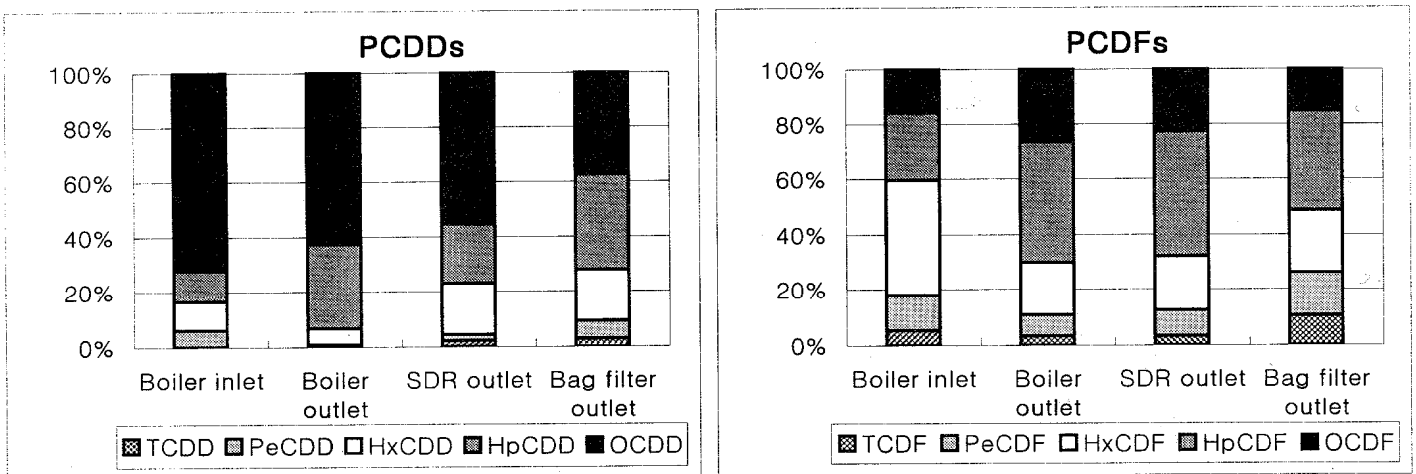 PCDDs
100%
80%
60%
40%
20%
0%
Boiler inlet
Boiler outlet
SDR outlet
Bag filter outlet
TCDD PeCDD HxCDD HpCDD OCDD
PCDFs
100%
80%
60%
40%
20%
0%
Boiler inlet
Boiler outlet
SDR outlet
Bag filter outlet
TCDF PeCDF HxCDF HpCDF OCDF